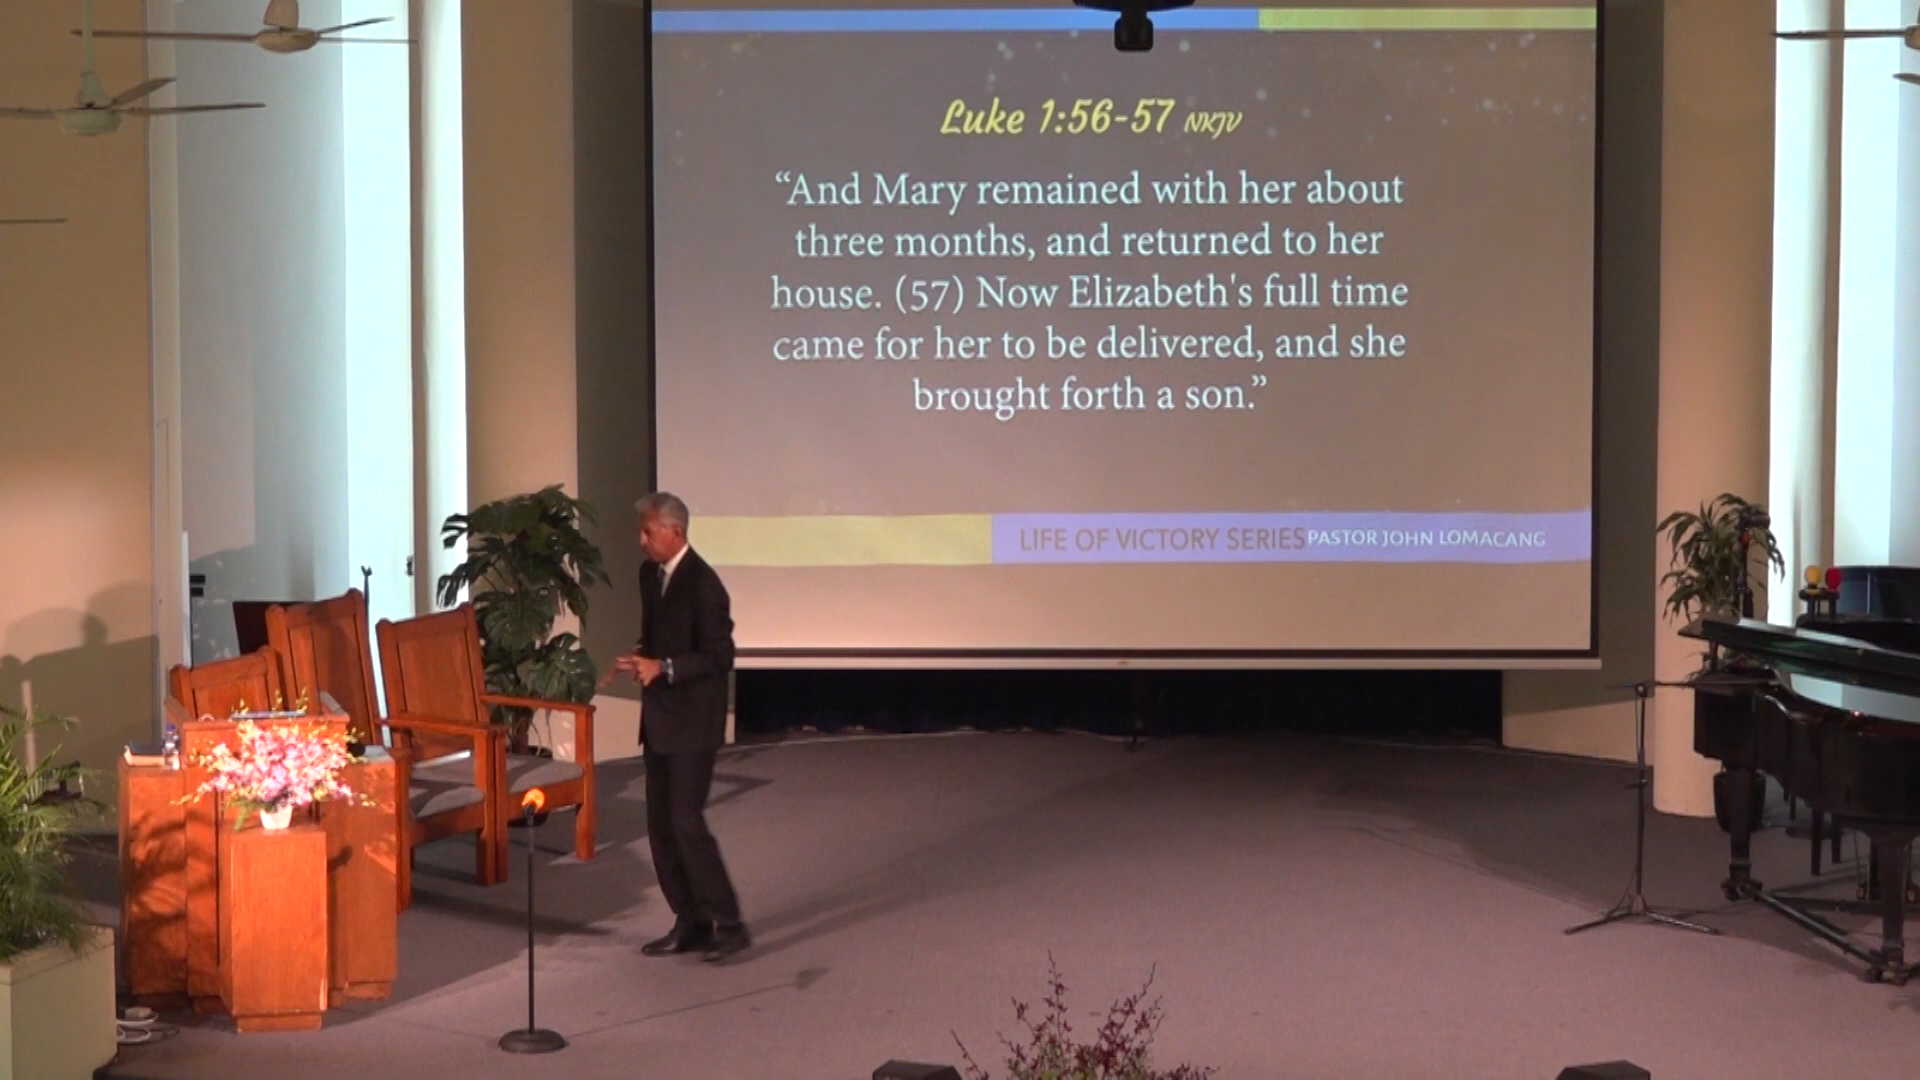 Luke 1:56-57 NKJV
“And Mary remained with her about
three months, and returned to her
house. (57) Now Elizabeth's full time
came for her to be delivered, and she
brought forth a son.”
LIFE OF VICTORY SERIES PASTOR JOHN LOMACANG